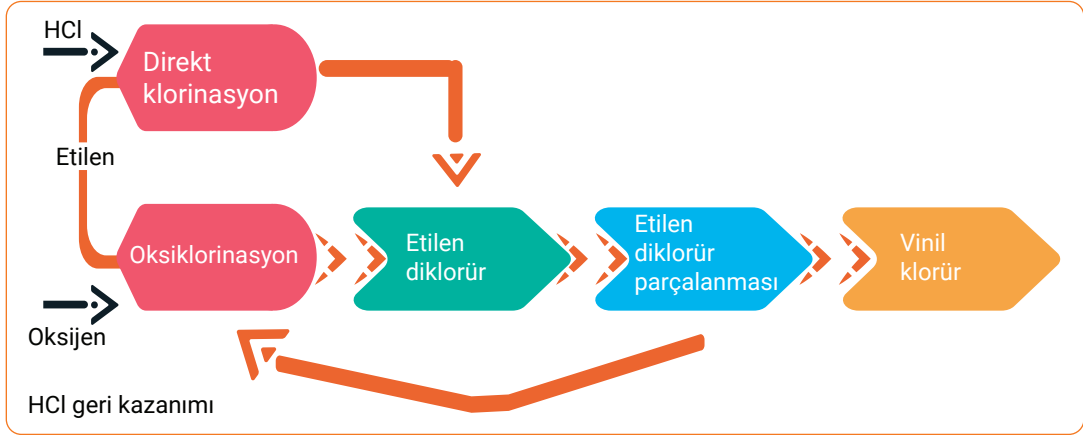 HCl
Direkt
klorinasyon
Etilen
Oksiklorinasyon
Etilen
diklorür
Etilen
diklorür
parçalanması
Vinil
klorür
Oksijen
HCl geri kazanımı